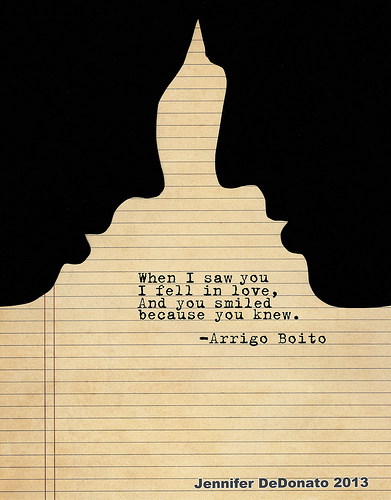 When I saw you
I fell in love,
And you smiled
because you knew.
-Arrigo Boito
Jennifer DeDonato 2013